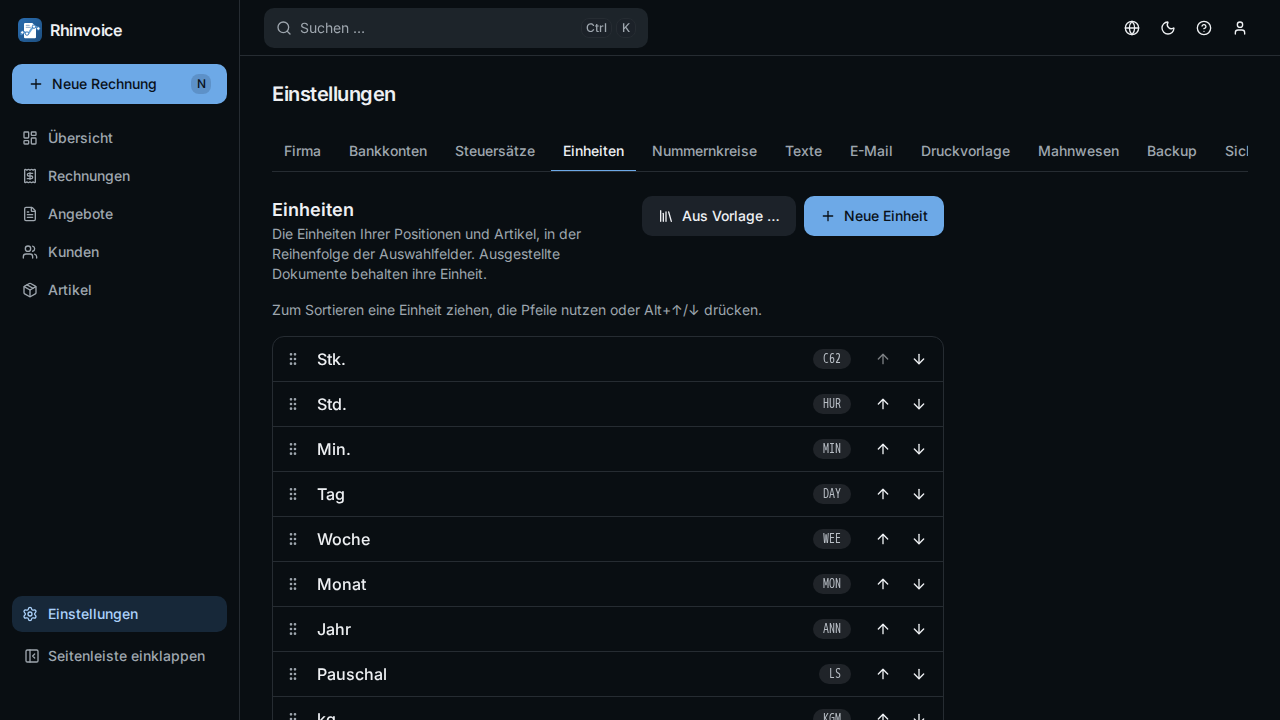 Rhinvoice
Suchen ...
Ctrl K
Neue Rechnung N
Übersicht
Rechnungen
Angebote
Kunden
Artikel
Einstellungen
Seitenleiste einklappen
Einstellungen
Firma Bankkonten Steuersätze Einheiten Nummernkreise Texte E-Mail Druckvorlage Mahnwesen Backup
Einheiten
Aus Vorlage ...
Neue Einheit
Die Einheiten Ihrer Positionen und Artikel, in der
Reihenfolge der Auswahlfelder. Ausgestellte
Dokumente behalten ihre Einheit.
Zum Sortieren eine Einheit ziehen, die Pfeile nutzen oder Alt+↑/↓ drücken.
Stk. C62
Std. HUR
Min. MIN
Tag DAY
Woche WEE
Monat MON
Jahr ANN
Pauschal LS
kg KGM